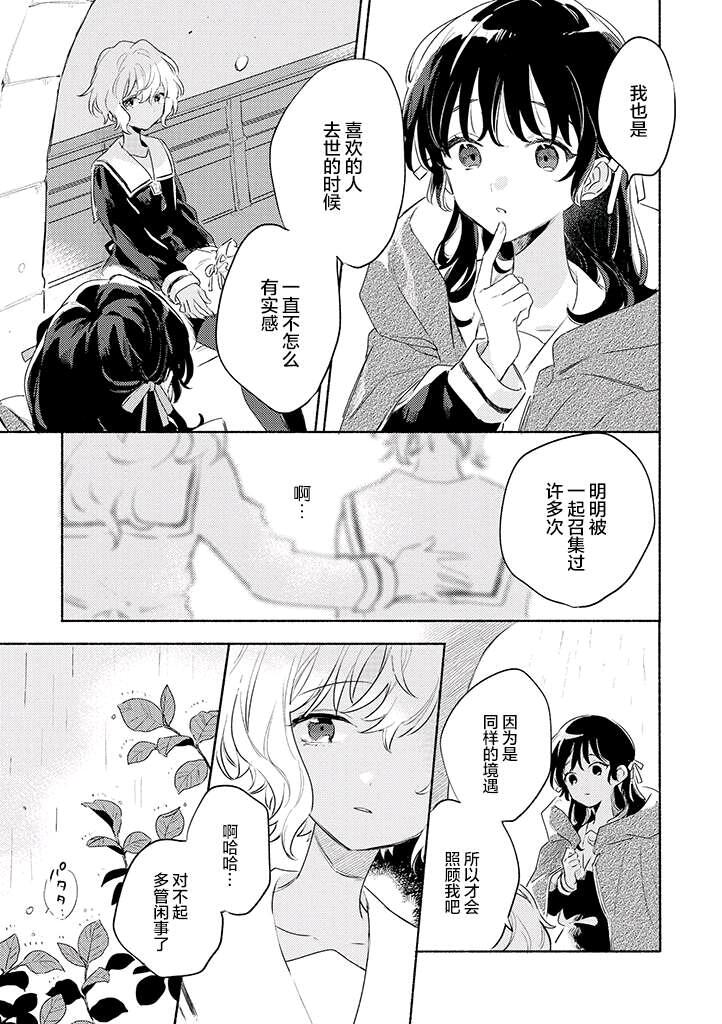 我也是
喜欢的人
去世的时候
一直不怎么
有实感
明明被
一起召集过
许多次
啊…
因为是
同样的境遇
所以才会
照顾我吧
啊哈哈…
对不起
多管闲事了
パタタ…